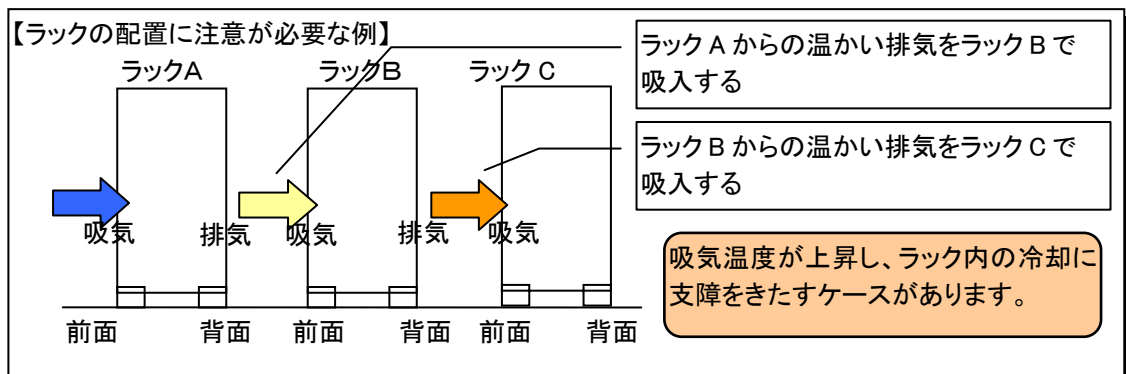 【ラックの配置に注意が必要な例】
ラックA
ラックB
ラックC
ラックAからの温かい排気をラックBで
吸入する
ラックBからの温かい排気をラックCで
吸入する
吸気
排気
吸気
排気
吸気
吸気温度が上昇し、ラック内の冷却に
支障をきたすケースがあります。
前面
背面
前面
背面
前面
背面